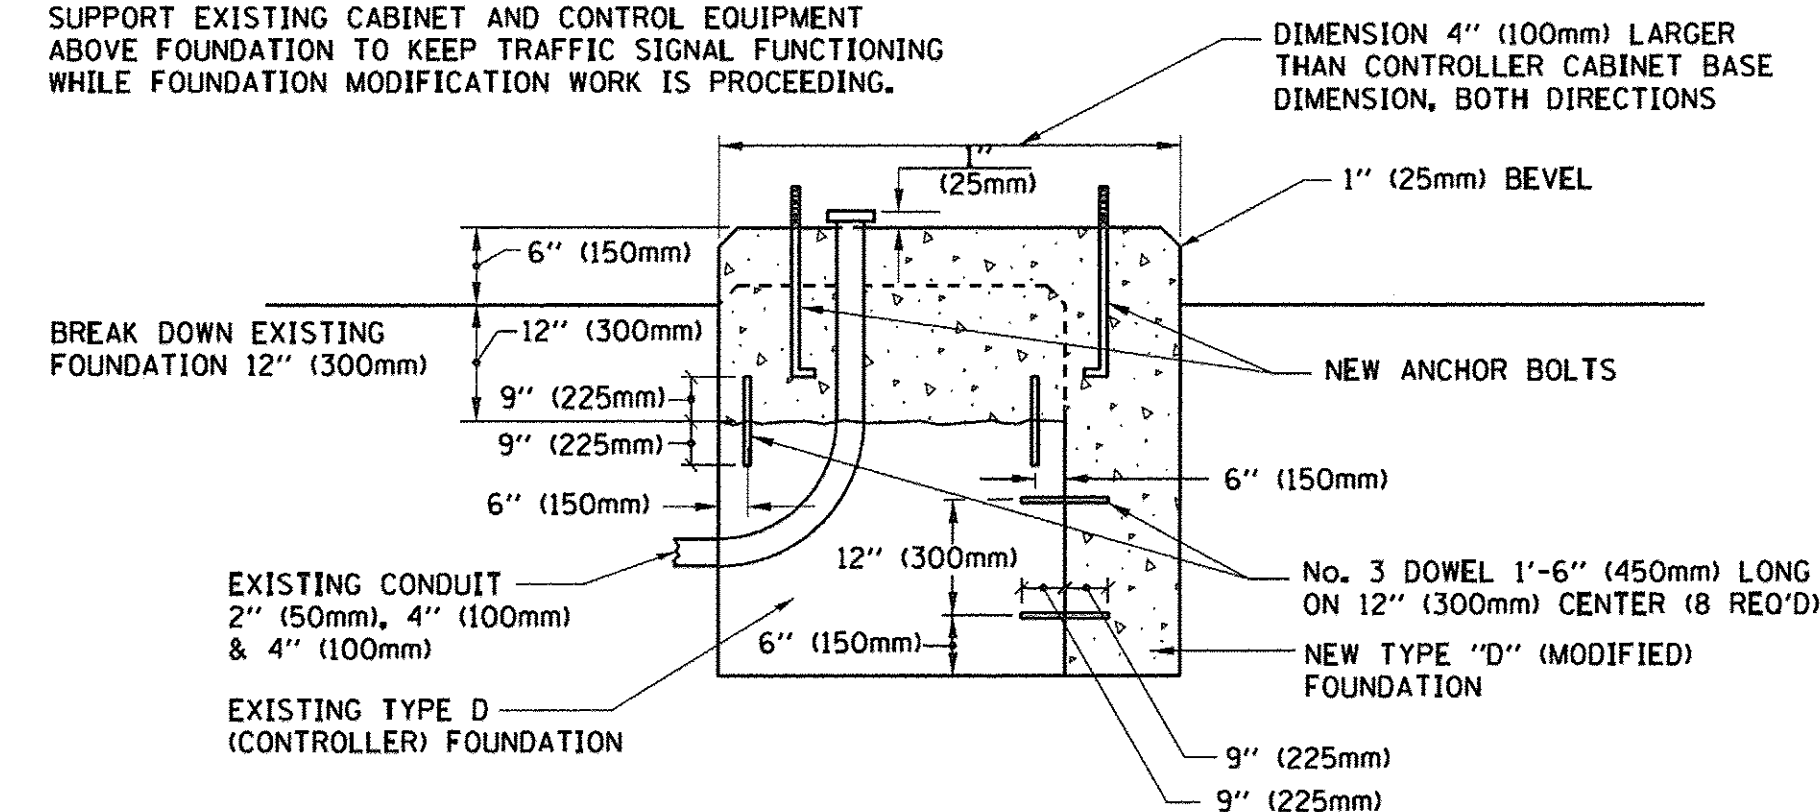 SUPPORT EXISTING CABINET AND CONTROL EQUIPMENT
ABOVE FOUNDATION TO KEEP TRAFFIC SIGNAL FUNCTIONING
WHILE FOUNDATION MODIFICATION WORK IS PROCEEDING.
DIMENSION 4" (100mm) LARGER
THAN CONTROLLER CABINET BASE
DIMENSION, BOTH DIRECTIONS
1"
(25mm)
1" (25mm) BEVEL
6" (150mm)
BREAK DOWN EXISTING
FOUNDATION 12" (300mm)
12" (300mm)
NEW ANCHOR BOLTS
9" (225mm)
9" (225mm)
6" (150mm)
6" (150mm)
12" (300mm)
EXISTING CONDUIT
2" (50mm), 4" (100mm)
& 4" (100mm)
No. 3 DOWEL 1'-6" (450mm) LONG
ON 12" (300mm) CENTER (8 REQ'D)
6" (150mm)
NEW TYPE "D" (MODIFIED)
FOUNDATION
EXISTING TYPE D
(CONTROLLER) FOUNDATION
9" (225mm)
9" (225mm)